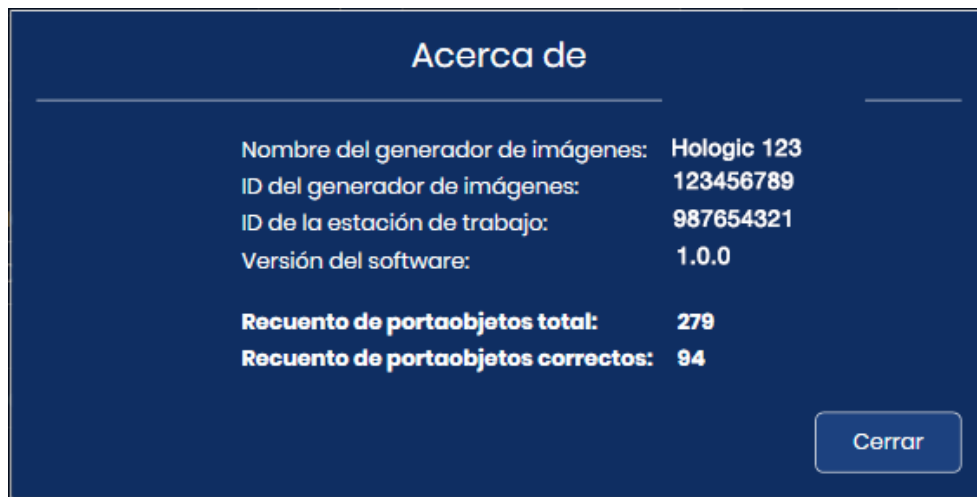 Acerca de
Nombre del generador de imágenes: Hologic 123
ID del generador de imágenes: 123456789
ID de la estación de trabajo: 987654321
Versión del software: 1.0.0
Recuento de portaobjetos total: 279
Recuento de portaobjetos correctos: 94
Cerrar